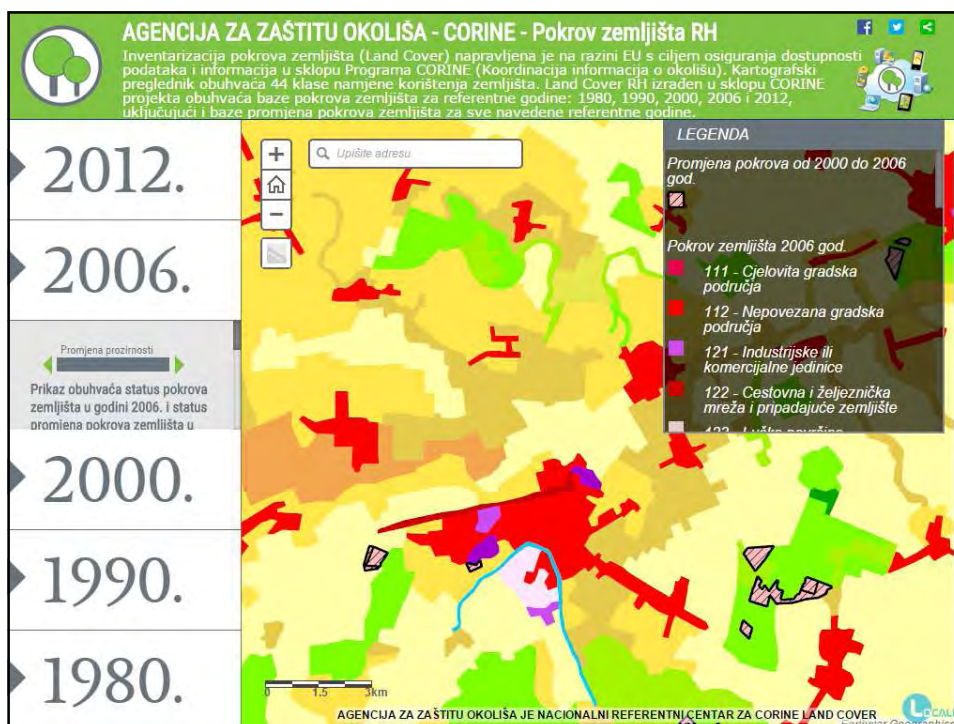 AGENCIJA ZA ZAŠTITU OKOLIŠA - CORINE - Pokrov zemljišta RH
Inventarizacija pokrova zemljišta (Land Cover) napravljena je na razini EU s ciljem osiguranja dostupnosti
podataka i informacija u sklopu Programa CORINE (Koordinacija informacija o okolišu). Kartografski
preglednik obuhvaća 44 klase namjene korištenja zemljišta. Land Cover RH izrađen u sklopu CORINE
projekta obuhvaća baze pokrova zemljišta za referentne godine: 1980, 1990, 2000, 2006 i 2012,
uključujući i baze promjena pokrova zemljišta za sve navedene referentne godine.
2012.
2006.
Promjena prozirnosti
Prikaz obuhvaća status pokrova
zemljišta u godini 2006. i status
promjena pokrova zemljišta u
2000.
1990.
1980.
Upišite adresu
LEGENDA
Promjena pokrova od 2000 do 2006
god.
Pokrov zemljišta 2006 god.
111 - Cjelovita gradska
područja
112 - Nepovezana gradska
područja
121 - Industrijske ili
komercijalne jedinice
122 - Cestovna i željeznička
mreža i pripadajuće zemljište
123 - Lučke površine
0 1.5 3km
AGENCIJA ZA ZAŠTITU OKOLIŠA JE NACIONALNI REFERENTNI CENTAR ZA CORINE LAND COVER